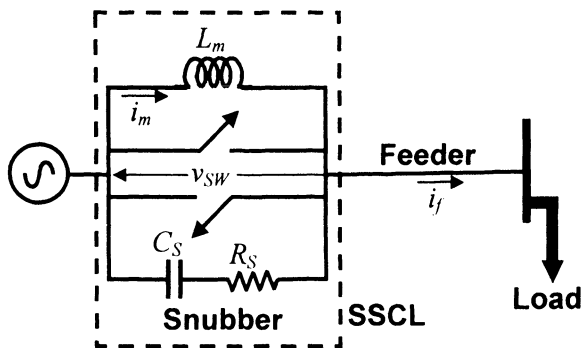 L_m
i_m
Feeder
v_SW
i_f
C_S
R_S
Snubber
SSCL
Load